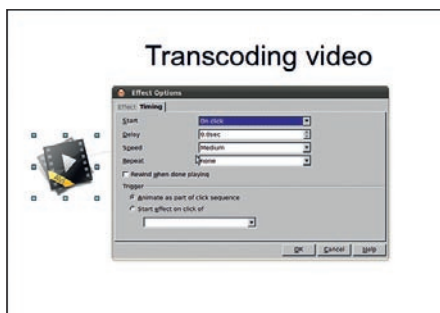 Transcoding video
Effect Options
Effect Timing
Start On click
Delay 0.0sec
Speed Medium
Repeat none
Rewind when done playing
Trigger
Animate as part of click sequence
Start effect on click of
OK Cancel Help